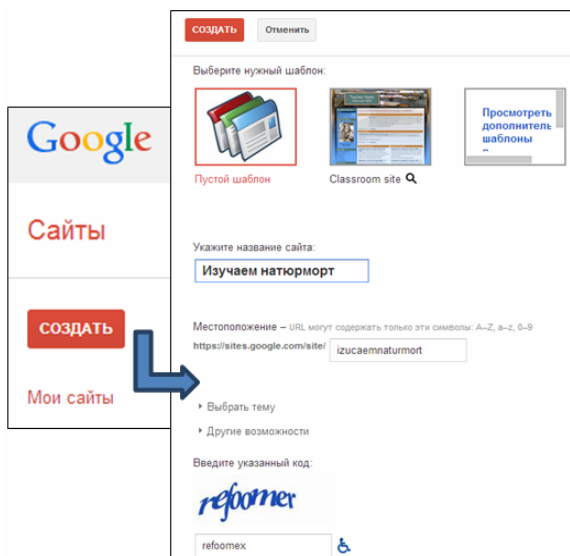 Google
Сайты
СОЗДАТЬ
Мои сайты
СОЗДАТЬ Отменить
Выберите нужный шаблон:
Просмотреть
дополнитель
шаблоны
Пустой шаблон Classroom site
Укажите название сайта:
Изучаем натюрморт
Местоположение – URL могут содержать только эти символы: A–Z, a–z, 0–9
https://sites.google.com/site/ izucaemnaturmort
Выбрать тему
Другие возможности
Введите указанный код:
refoomer
refoomex